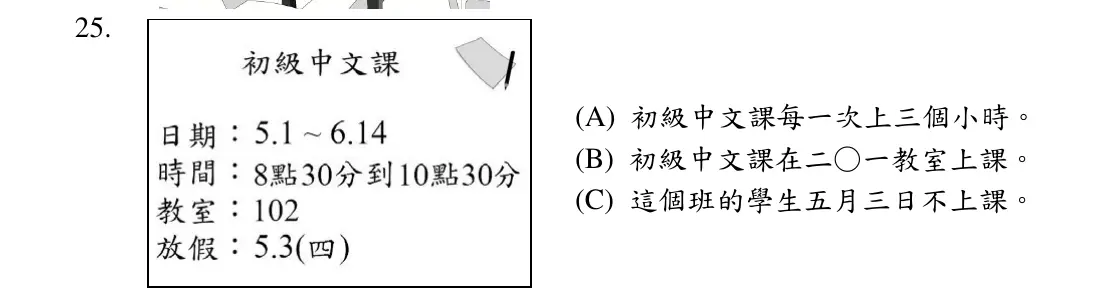 25.
初級中文課
日期：5.1 ~ 6.14
時間：8點30分到10點30分
教室：102
放假：5.3(四)
(A) 初級中文課每一次上三個小時。
(B) 初級中文課在二〇一教室上課。
(C) 這個班的學生五月三日不上課。